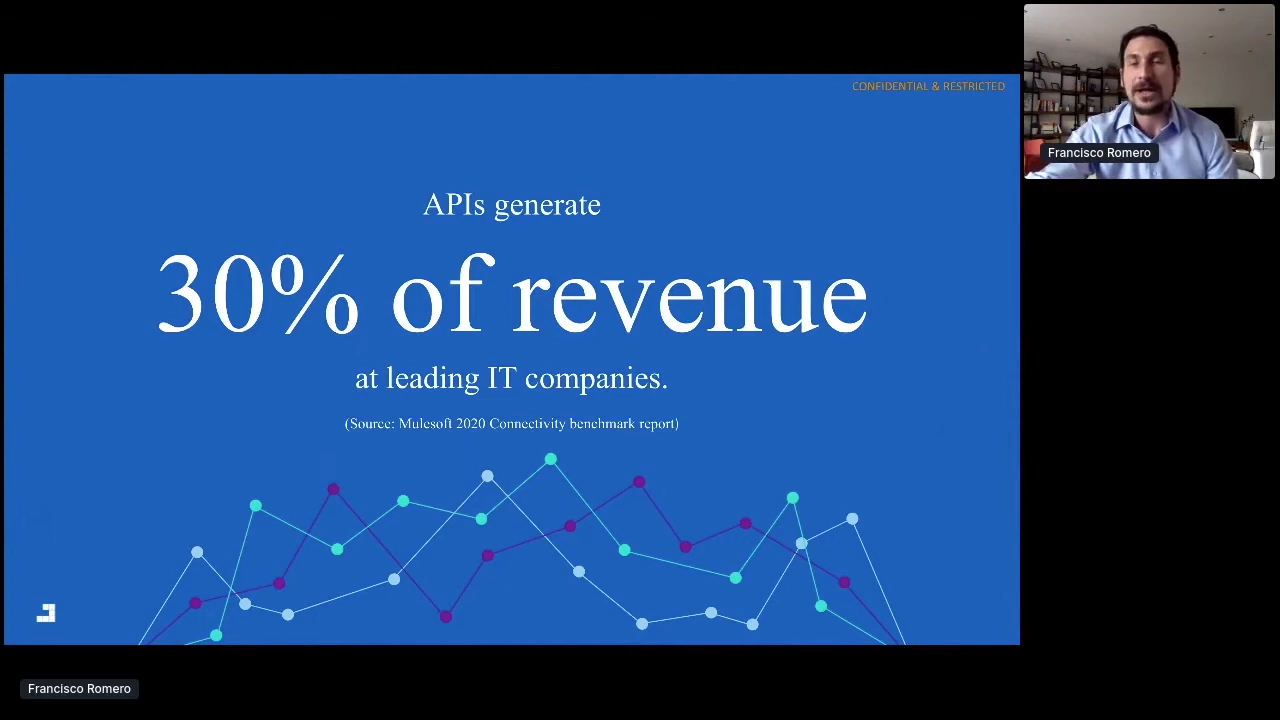 CONFIDENTIAL & RESTRICTED
APIs generate
30% of revenue
at leading IT companies.
(Source: Mulesoft 2020 Connectivity benchmark report)
Francisco Romero
Francisco Romero